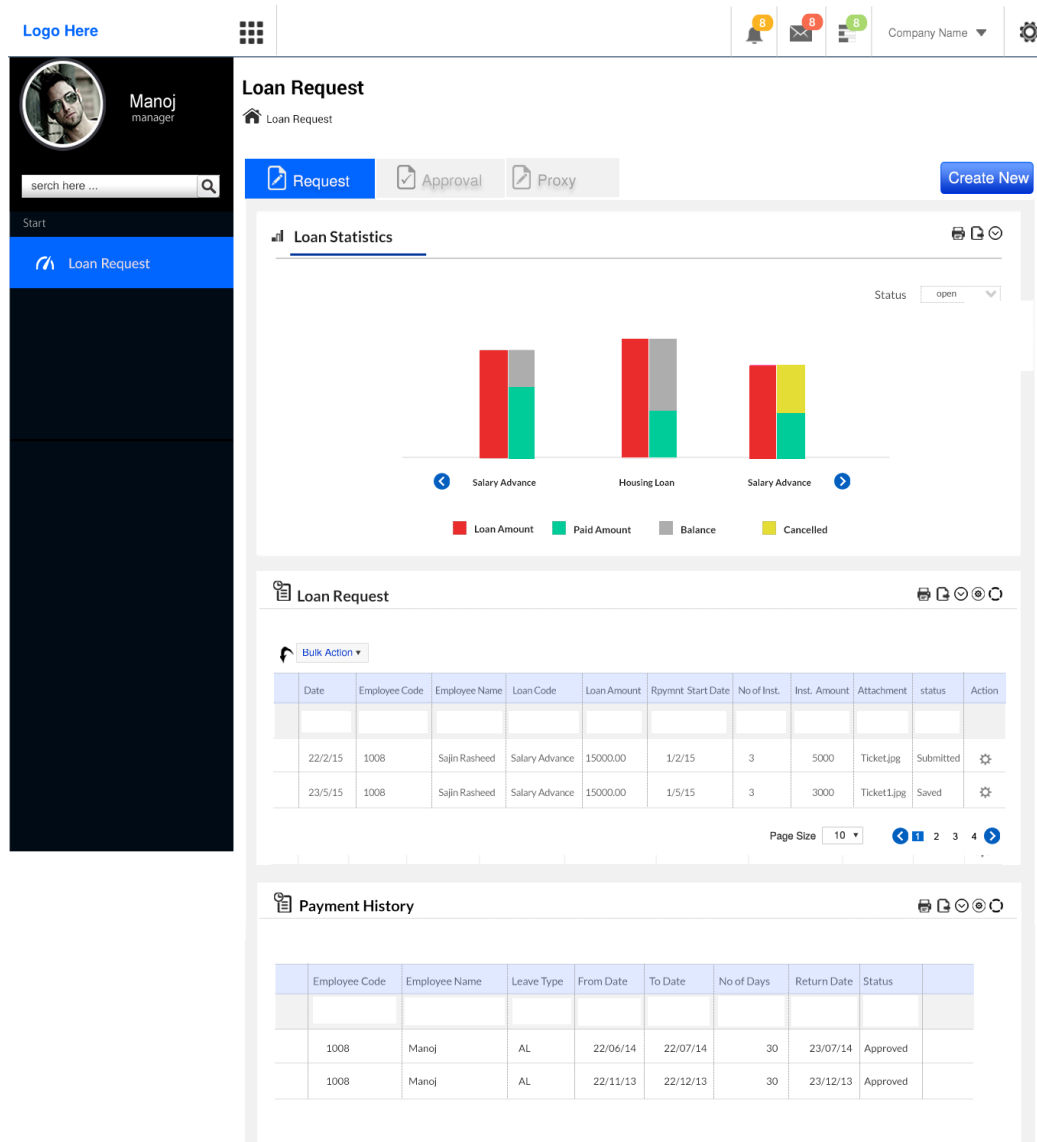 Logo Here
8
8
8
Company Name
Manoj
manager
serch here ...
Start
Loan Request
Loan Request
Loan Request
Request
Approval
Proxy
Create New
Loan Statistics
Status
open
Salary Advance
Housing Loan
Salary Advance
Loan Amount
Paid Amount
Balance
Cancelled
Loan Request
Bulk Action
Date Employee Code Employee Name Loan Code Loan Amount Rpymnt Start Date No of Inst. Inst. Amount Attachment status Action
22/2/15 1008 Sajin Rasheed Salary Advance 15000.00 1/2/15 3 5000 Ticket.jpg Submitted
23/5/15 1008 Sajin Rasheed Salary Advance 15000.00 1/5/15 3 3000 Ticket1.jpg Saved
Page Size 10 1 2 3 4
Payment History
Employee Code Employee Name Leave Type From Date To Date No of Days Return Date Status
1008 Manoj AL 22/06/14 22/07/14 30 23/07/14 Approved
1008 Manoj AL 22/11/13 22/12/13 30 23/12/13 Approved